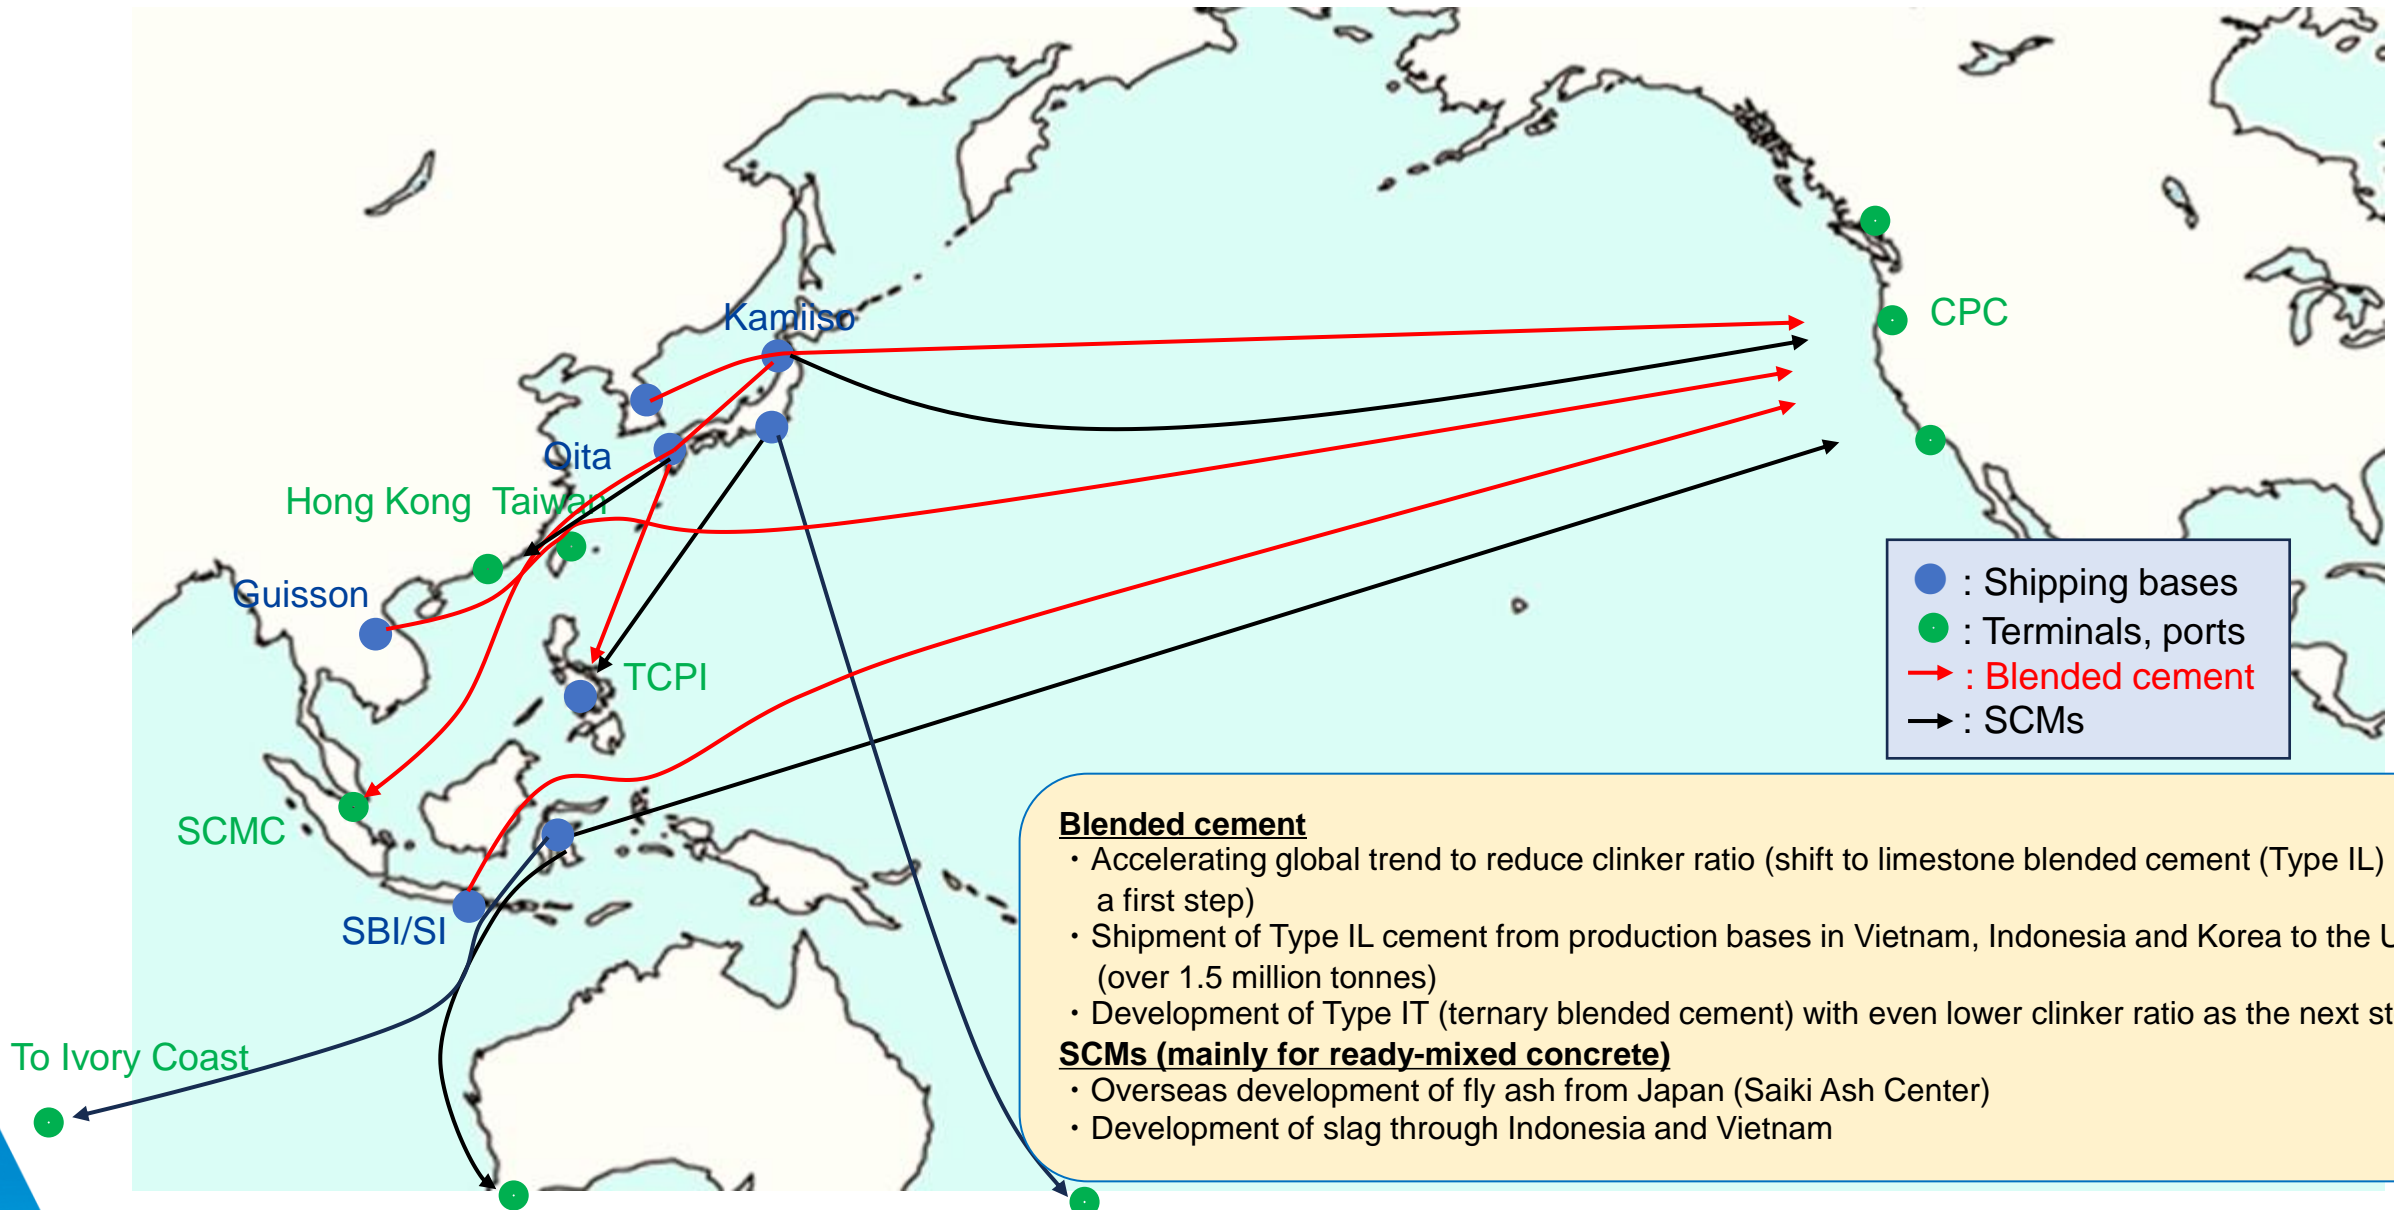 Kamiiso
CPC
Oita
Hong Kong Taiwan
Guisson
TCPI
SCMC
SBI/SI
To Ivory Coast
: Shipping bases
: Terminals, ports
: Blended cement
: SCMs
Blended cement
・Accelerating global trend to reduce clinker ratio (shift to limestone blended cement (Type IL)
a first step)
・Shipment of Type IL cement from production bases in Vietnam, Indonesia and Korea to the
(over 1.5 million tonnes)
・Development of Type IT (ternary blended cement) with even lower clinker ratio as the next
SCMs (mainly for ready-mixed concrete)
・Overseas development of fly ash from Japan (Saiki Ash Center)
・Development of slag through Indonesia and Vietnam